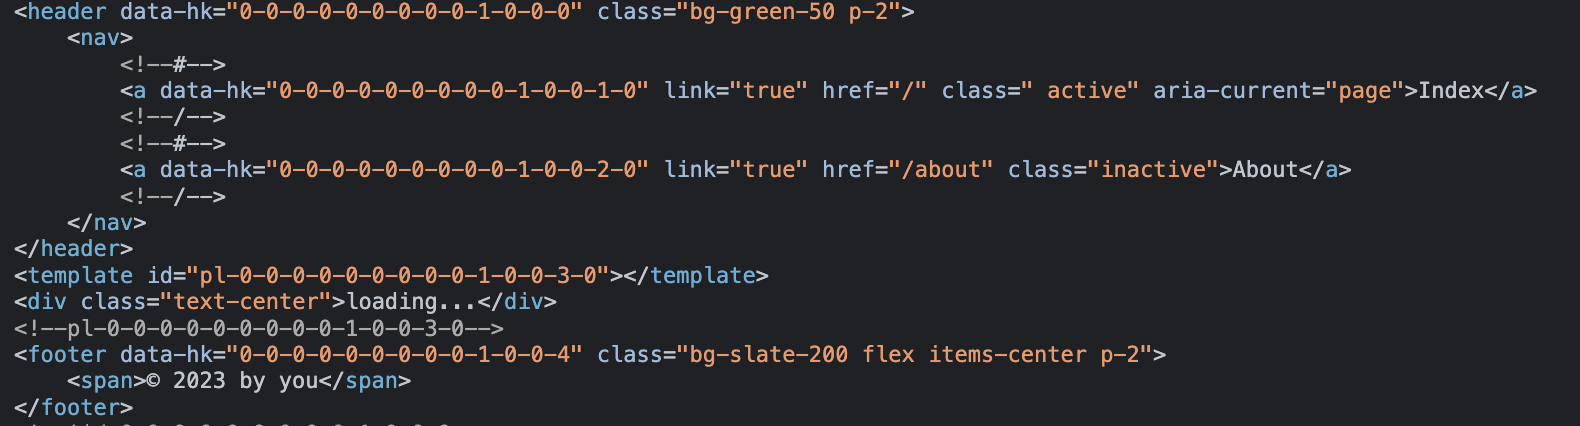 <header data-hk="0-0-0-0-0-0-0-0-0-1-0-0-0" class="bg-green-50 p-2">
<nav>
<!--#-->
<a data-hk="0-0-0-0-0-0-0-0-0-1-0-0-1-0" link="true" href="/" class=" active" aria-current="page">Index</a>
<!--/-->
<!--#-->
<a data-hk="0-0-0-0-0-0-0-0-0-1-0-0-2-0" link="true" href="/about" class="inactive">About</a>
<!--/-->
</nav>
</header>
<template id="pl-0-0-0-0-0-0-0-0-0-1-0-0-3-0"></template>
<div class="text-center">loading...</div>
<!--pl-0-0-0-0-0-0-0-0-0-1-0-0-3-0-->
<footer data-hk="0-0-0-0-0-0-0-0-0-1-0-0-4" class="bg-slate-200 flex items-center p-2">
<span>© 2023 by you</span>
</footer>